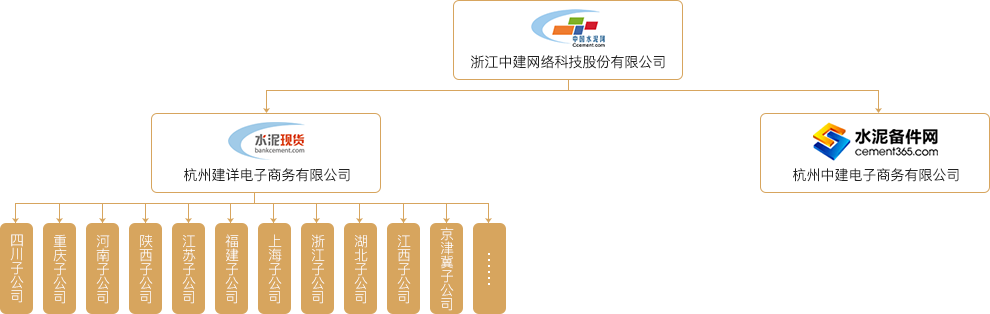 中国水泥网
Ccement.com
浙江中建网络科技股份有限公司
水泥现货
bankcement.com
杭州建详电子商务有限公司
水泥备件网
cement365.com
杭州中建电子商务有限公司
四川子公司
重庆子公司
河南子公司
陕西子公司
江苏子公司
福建子公司
上海子公司
浙江子公司
湖北子公司
江西子公司
京津冀子公司
……